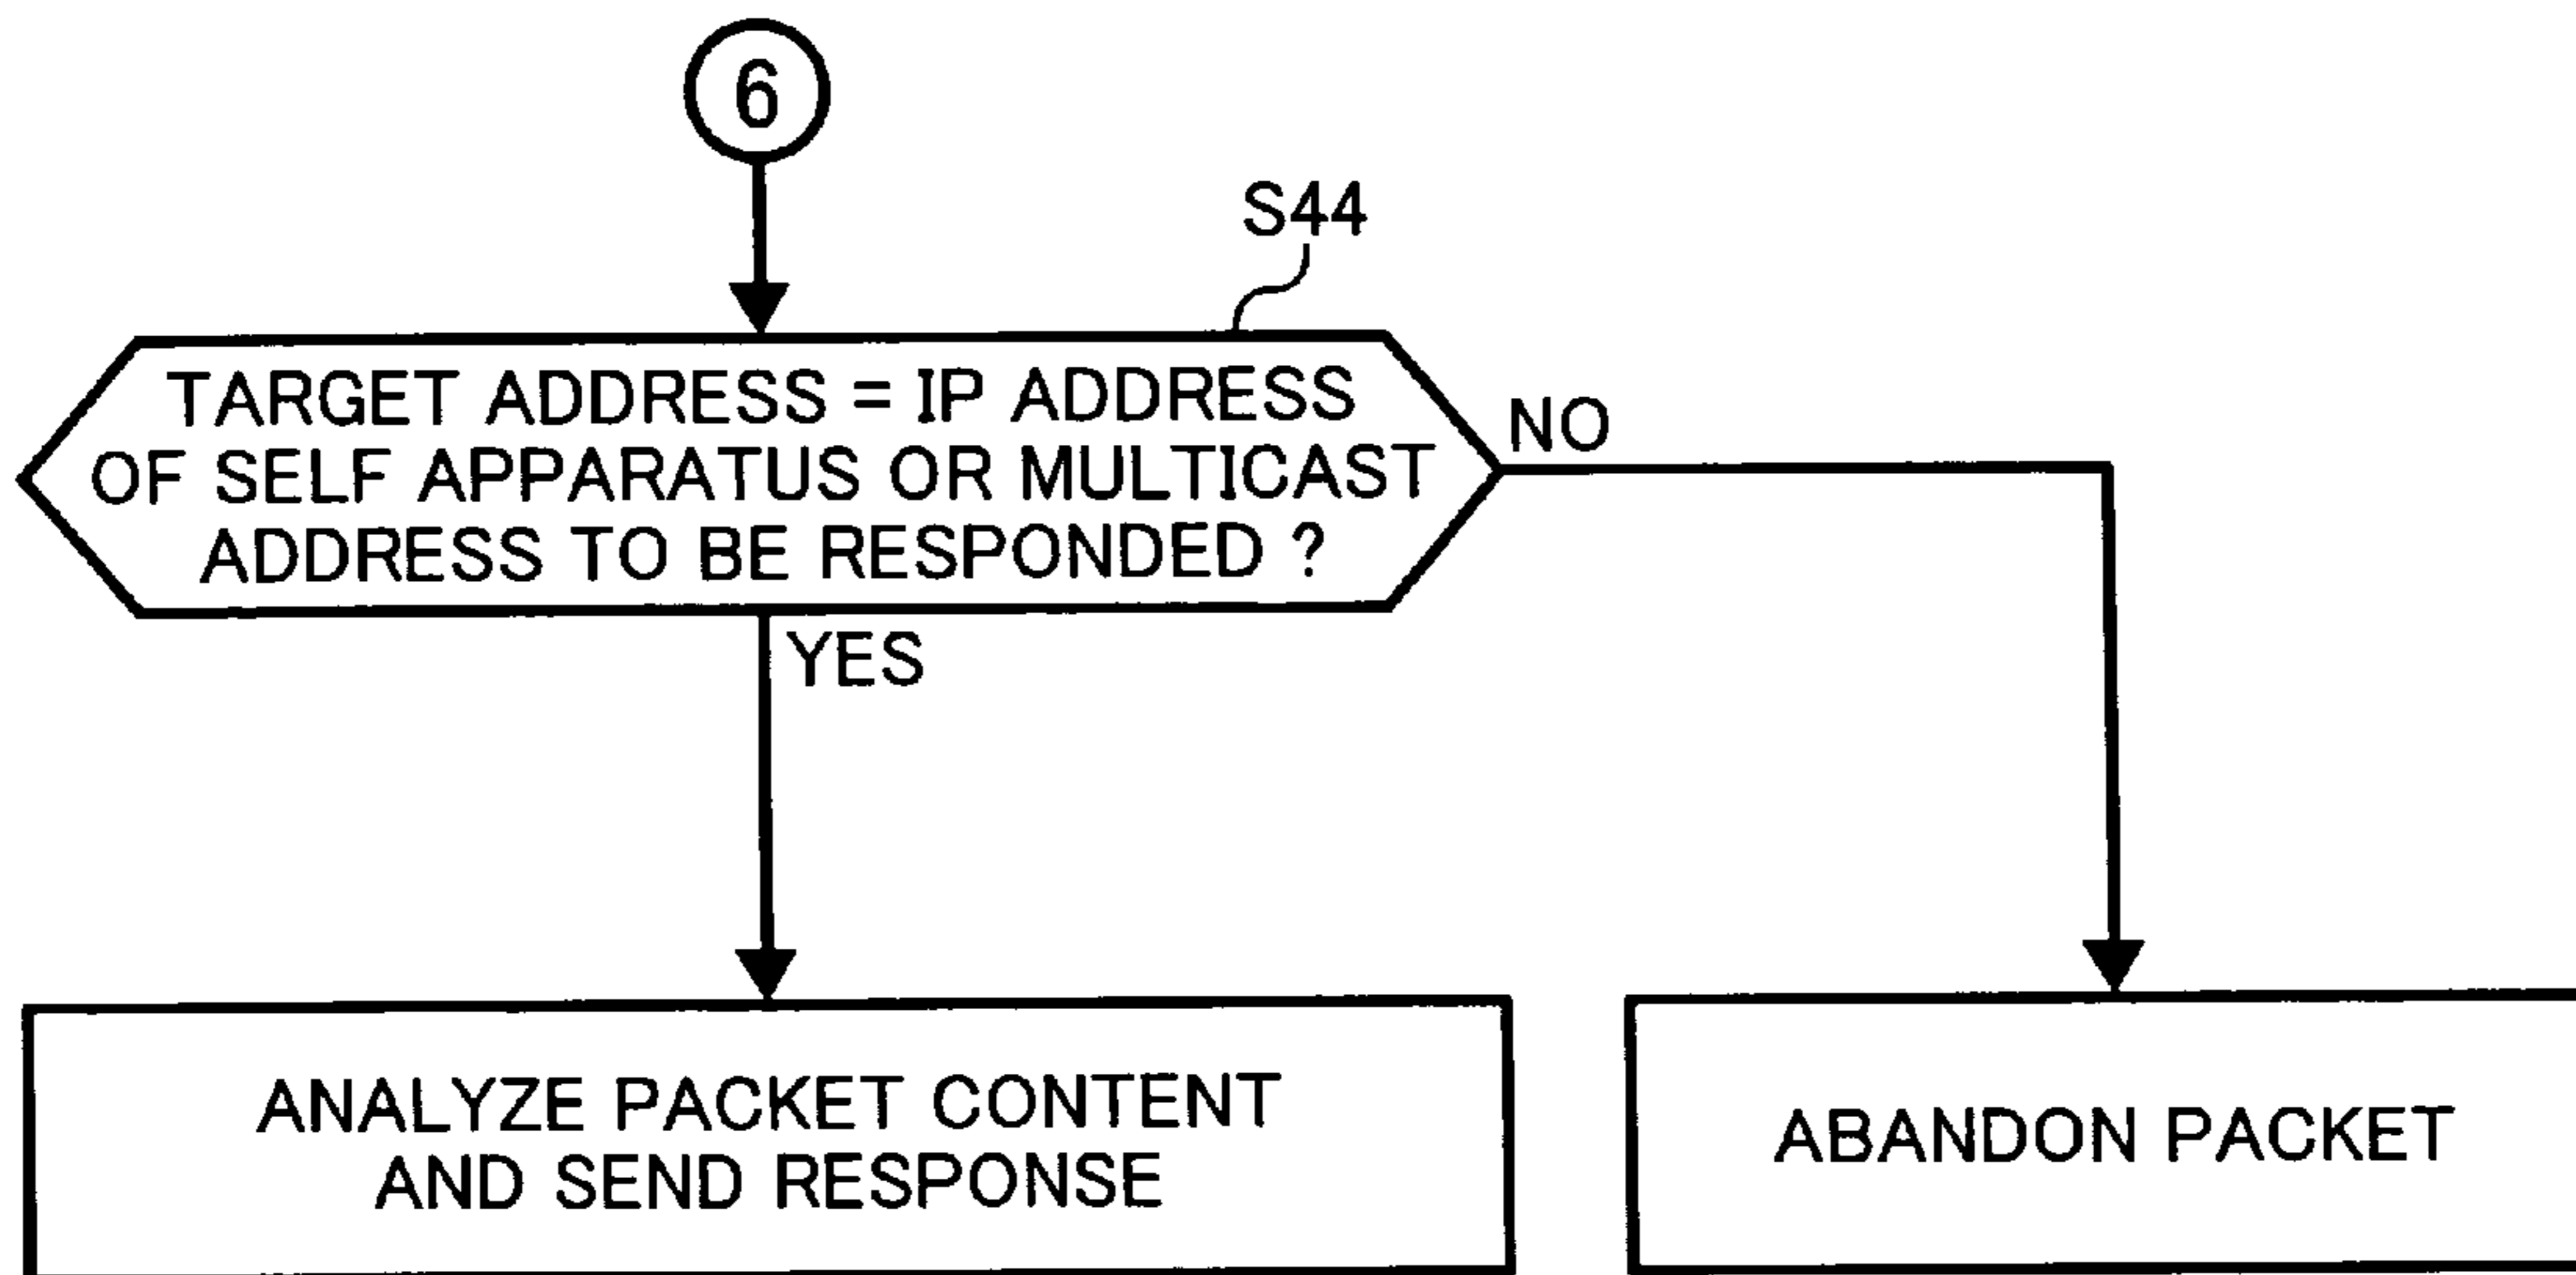 6
S44
TARGET ADDRESS = IP ADDRESS
OF SELF APPARATUS OR MULTICAST
ADDRESS TO BE RESPONDED ?
NO
YES
ANALYZE PACKET CONTENT
AND SEND RESPONSE
ABANDON PACKET